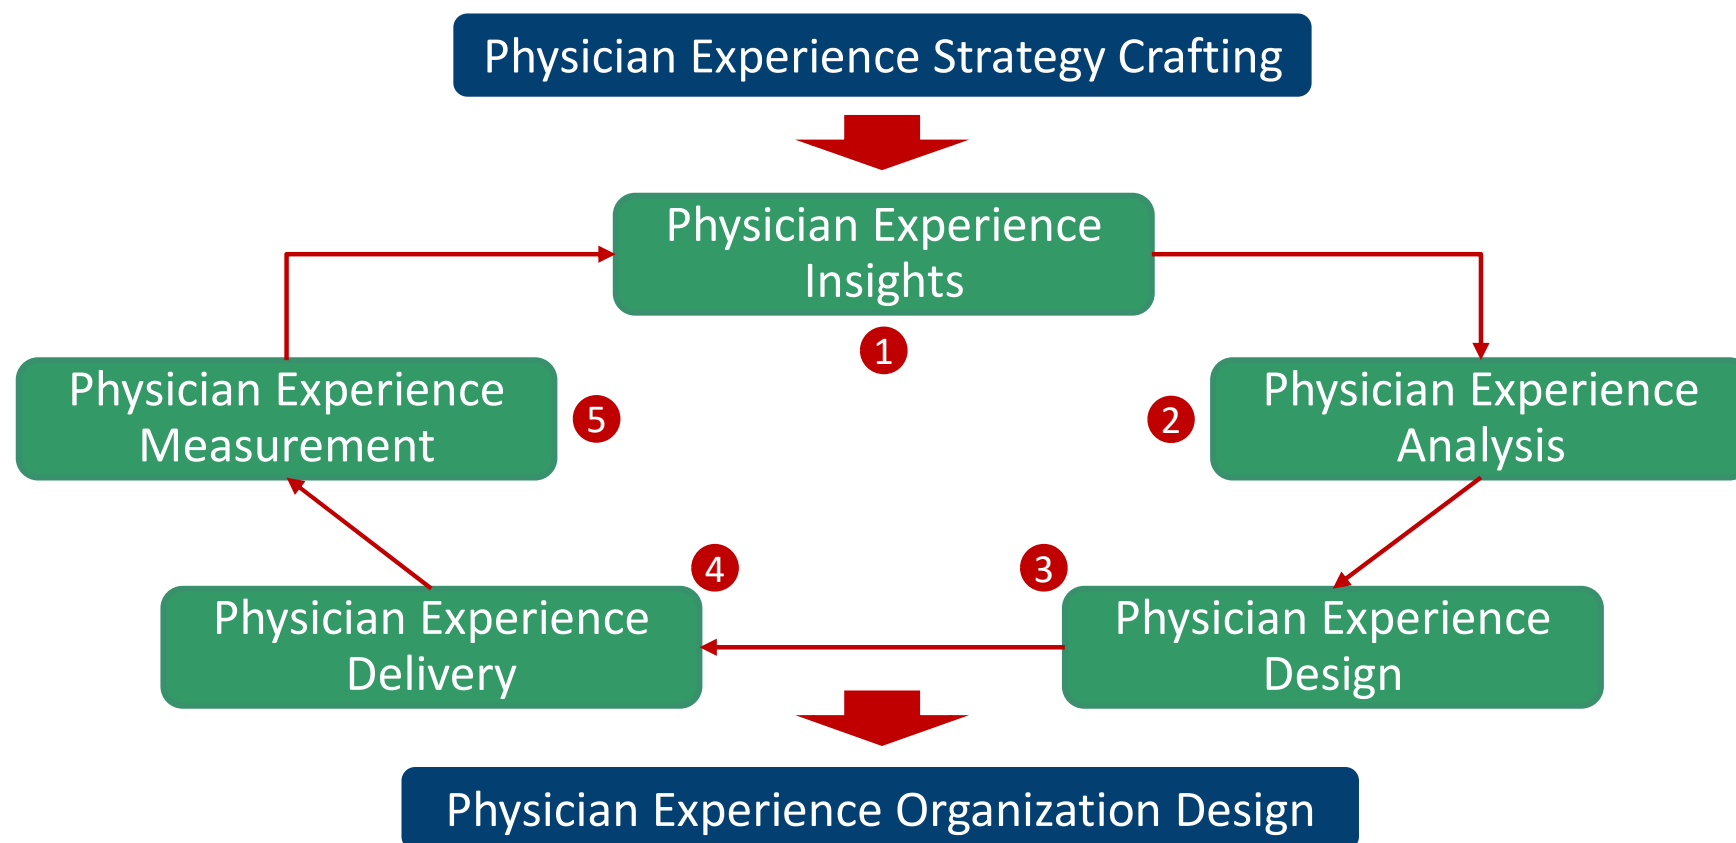 Physician Experience Strategy Crafting
Physician Experience
Insights
1
Physician Experience
Measurement
5
2
Physician Experience
Analysis
4
3
Physician Experience
Delivery
Physician Experience
Design
Physician Experience Organization Design